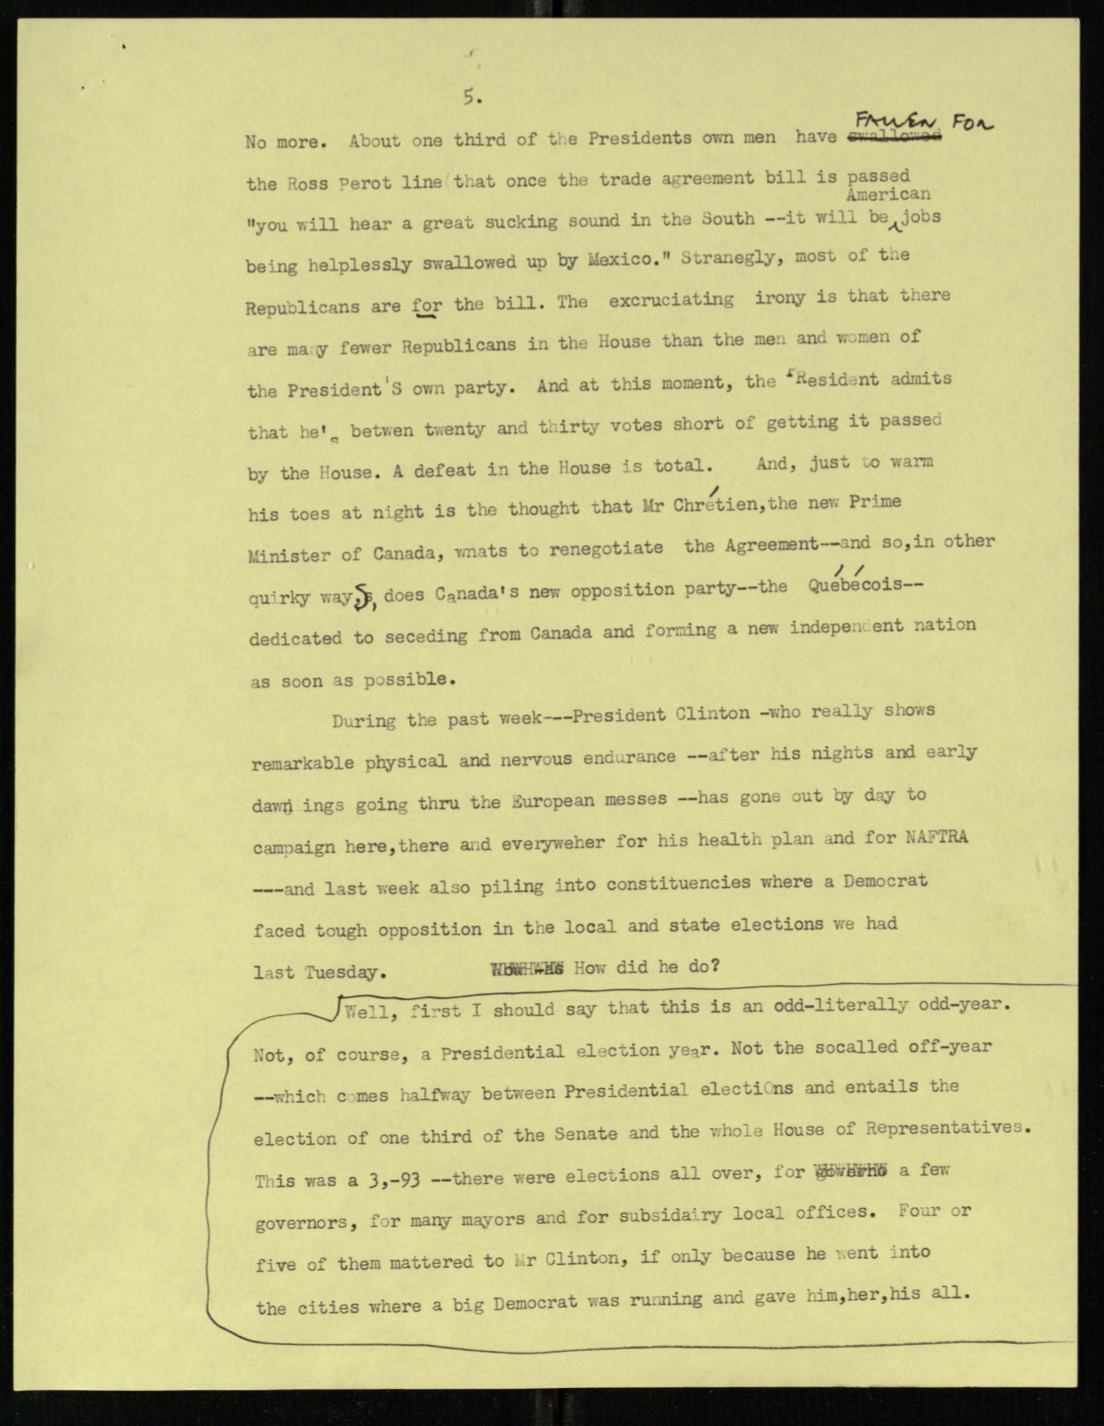 5.
FALLEN FOR
No more. About one third of the Presidents own men have swallowed
the Ross Perot line that once the trade agreement bill is passed
American
"you will hear a great sucking sound in the South --it will be jobs
being helplessly swallowed up by Mexico." Stranegly, most of the
Republicans are for the bill. The excruciating irony is that there
are many fewer Republicans in the House than the men and women of
the President'S own party. And at this moment, the rResident admits
that he's betwen twenty and thirty votes short of getting it passed
by the House. A defeat in the House is total. And, just to warm
his toes at night is the thought that Mr Chrétien,the new Prime
Minister of Canada, wnats to renegotiate the Agreement--and so,in other
quirky ways, does Canada's new opposition party--the Québécois--
dedicated to seceding from Canada and forming a new independent nation
as soon as possible.
During the past week---President Clinton -who really shows
remarkable physical and nervous endurance --after his nights and early
dawnings going thru the European messes --has gone out by day to
campaign here,there and everyweher for his health plan and for NAFTRA
---and last week also piling into constituencies where a Democrat
faced tough opposition in the local and state elections we had
last Tuesday. How did he do?
Well, first I should say that this is an odd-literally odd-year.
Not, of course, a Presidential election year. Not the socalled off-year
--which comes halfway between Presidential electiOns and entails the
election of one third of the Senate and the whole House of Representatives.
This was a 3,-93 --there were elections all over, for a few
governors, for many mayors and for subsidairy local offices. Four or
five of them mattered to Mr Clinton, if only because he went into
the cities where a big Democrat was running and gave him,her,his all.